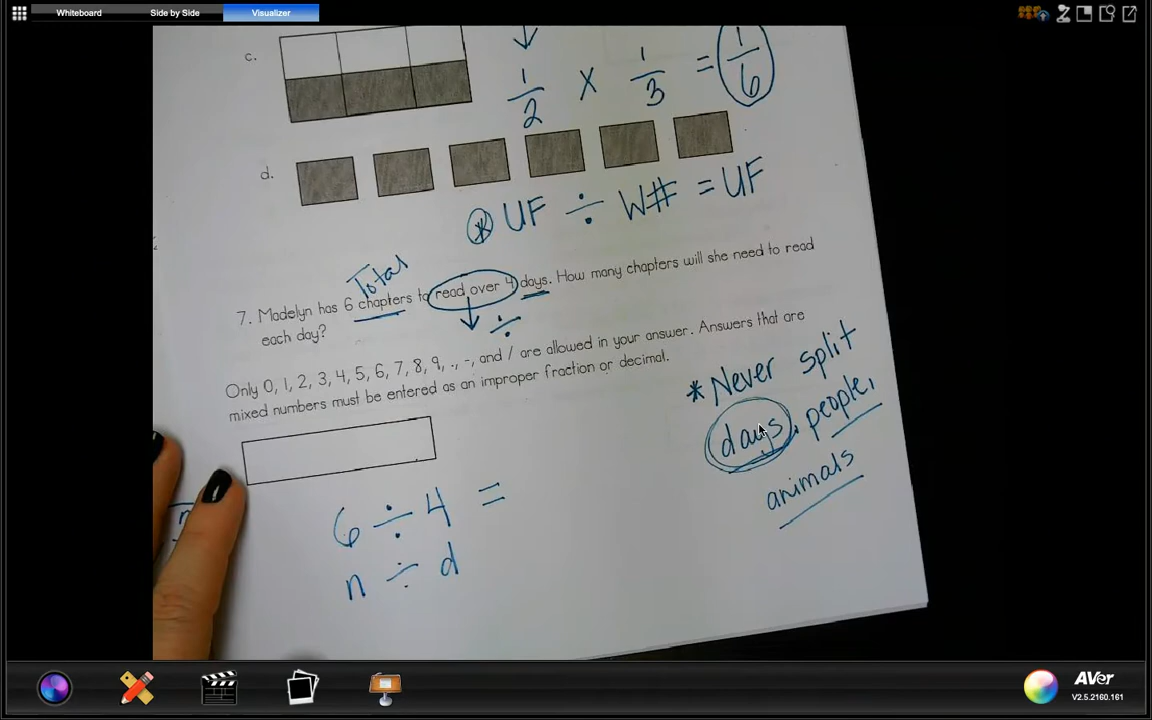 Whiteboard Side by Side Visualizer
c.
1/2 X 1/3 = 1/6
d.
* UF ÷ W# = UF
Total
7. Madelyn has 6 chapters to read over 4 days. How many chapters will she need to read
each day?
÷
Only 0, 1, 2, 3, 4, 5, 6, 7, 8, 9, ., -, and / are allowed in your answer. Answers that are
mixed numbers must be entered as an improper fraction or decimal.
* Never split
days, people,
animals
6 ÷ 4 =
n ÷ d
AVer
V2.5.2160.161